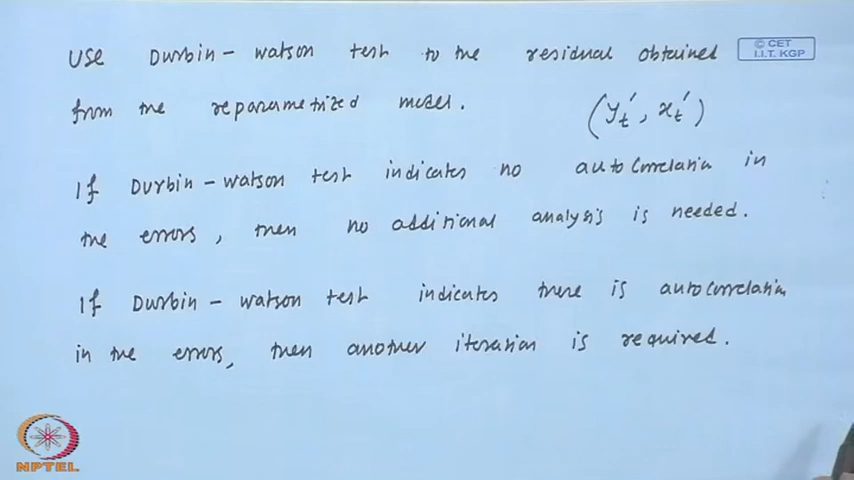 Use Durbin-Watson test to the residual obtained
© CET
I.I.T. KGP
from the reparametrized model. (y_t', x_t')
If Durbin-Watson test indicates no autocorrelation in
the errors, then no additional analysis is needed.
If Durbin-Watson test indicates there is autocorrelation
in the errors, then another iteration is required.
NPTEL